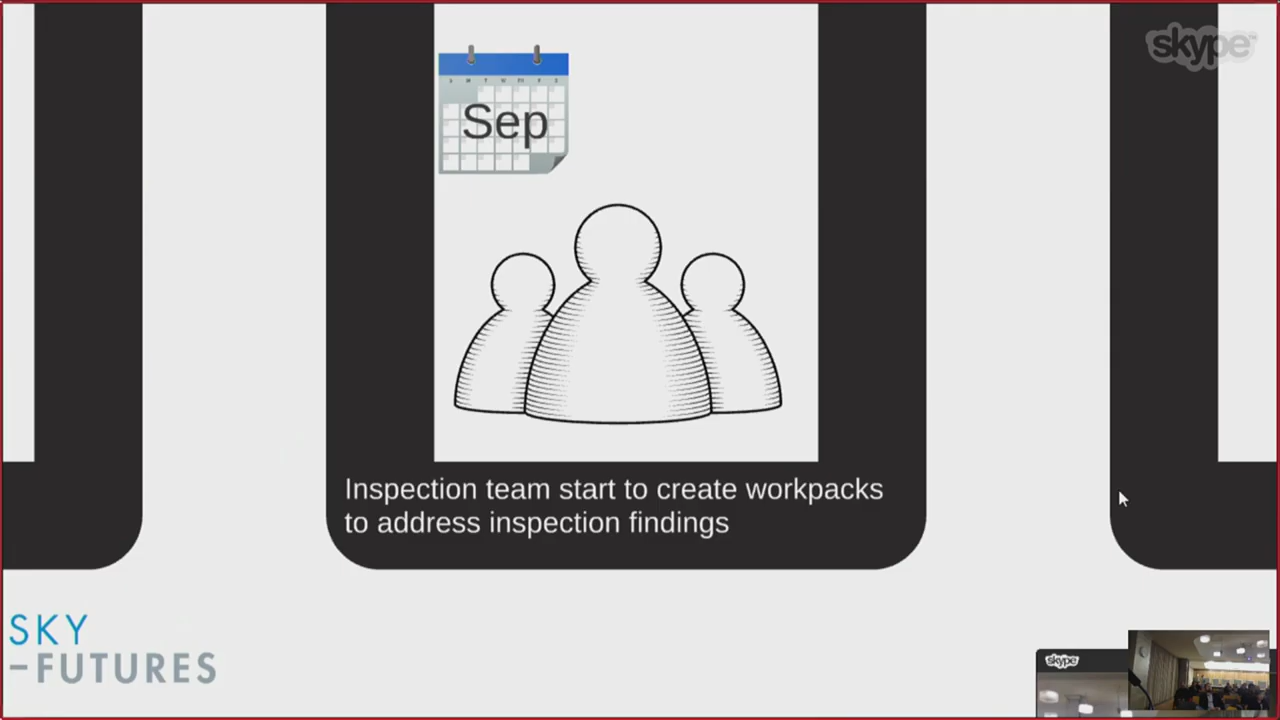 skype
Sep
Inspection team start to create workpacks
to address inspection findings
SKY
-FUTURES
skype